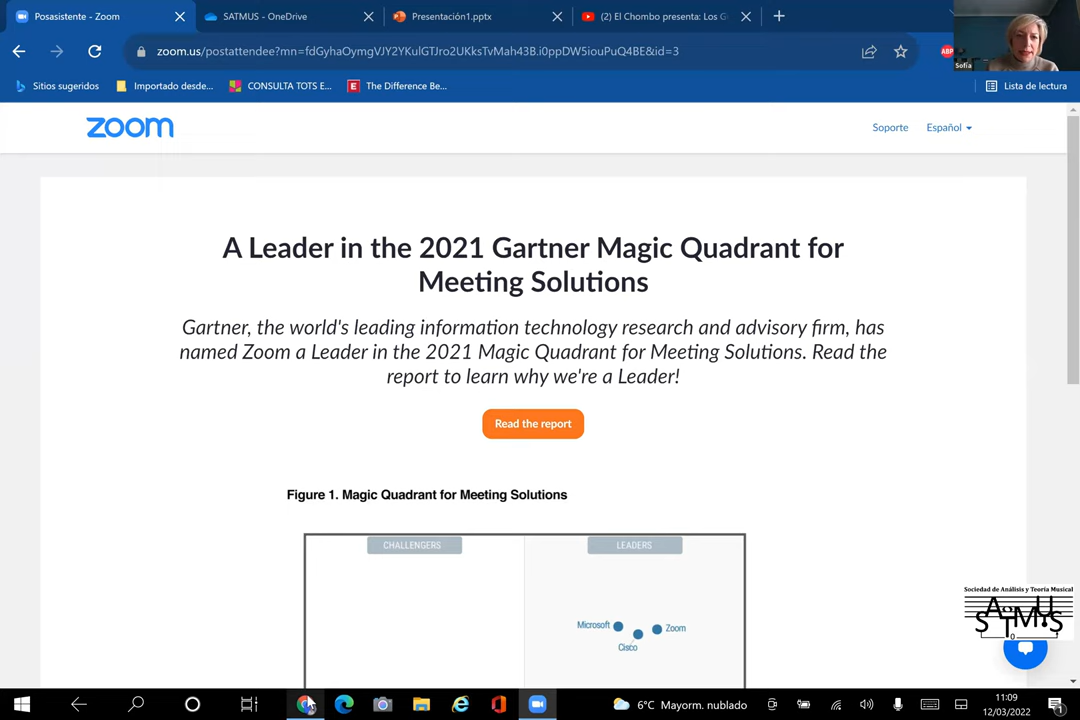 Posasistente - Zoom
SATMUS - OneDrive
Presentación1.pptx
(2) El Chombo presenta: Los G
zoom.us/postattendee?mn=fdGyhaOymgVJY2YKulGTJro2UKksTvMah43B.i0ppDW5iouPuQ4BE&id=3
ABP
Sofía
Sitios sugeridos
Importado desde...
CONSULTA TOTS E...
E
The Difference Be...
Lista de lectura
zoom
Soporte
Español
A Leader in the 2021 Gartner Magic Quadrant for
Meeting Solutions
Gartner, the world's leading information technology research and advisory firm, has
named Zoom a Leader in the 2021 Magic Quadrant for Meeting Solutions. Read the
report to learn why we're a Leader!
Read the report
Figure 1. Magic Quadrant for Meeting Solutions
CHALLENGERS
LEADERS
Microsoft
Zoom
Cisco
Sociedad de Análisis y Teoría Musical
SATMUS
6°C Mayorm. nublado
11:09
12/03/2022
1